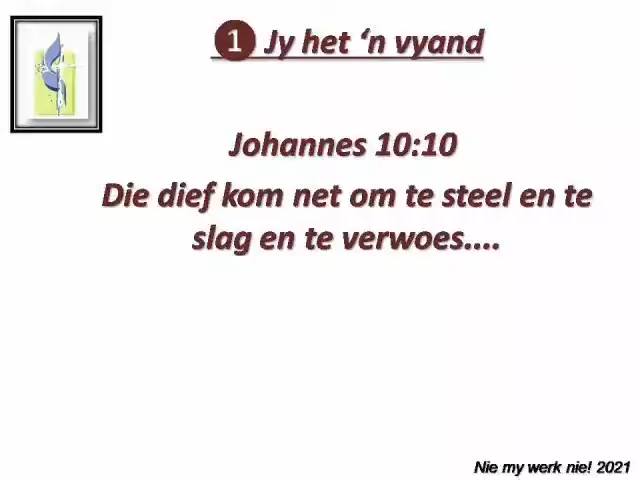 ❶ Jy het ‘n vyand
Johannes 10:10
Die dief kom net om te steel en te
slag en te verwoes....
Nie my werk nie! 2021